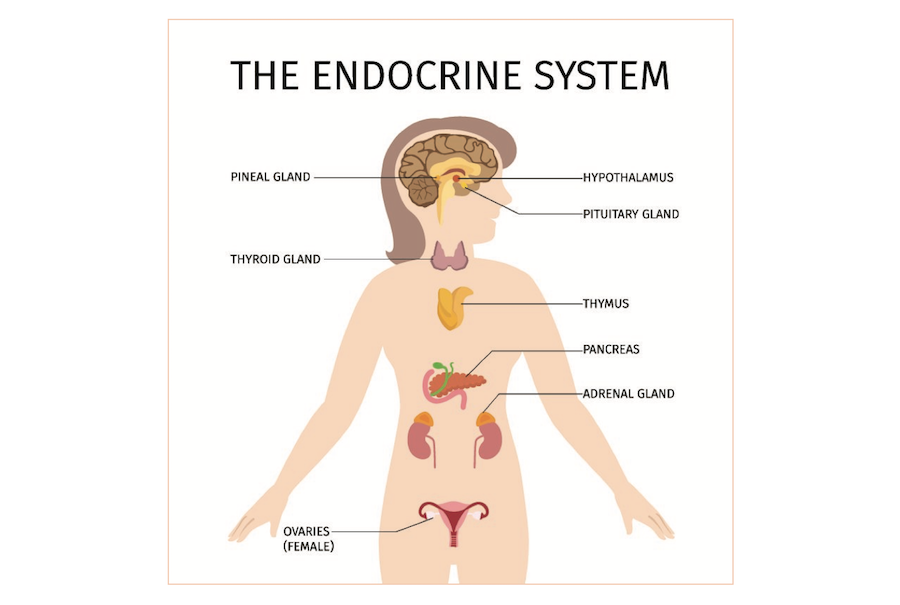 THE ENDOCRINE SYSTEM
PINEAL GLAND
HYPOTHALAMUS
PITUITARY GLAND
THYROID GLAND
THYMUS
PANCREAS
ADRENAL GLAND
OVARIES
(FEMALE)